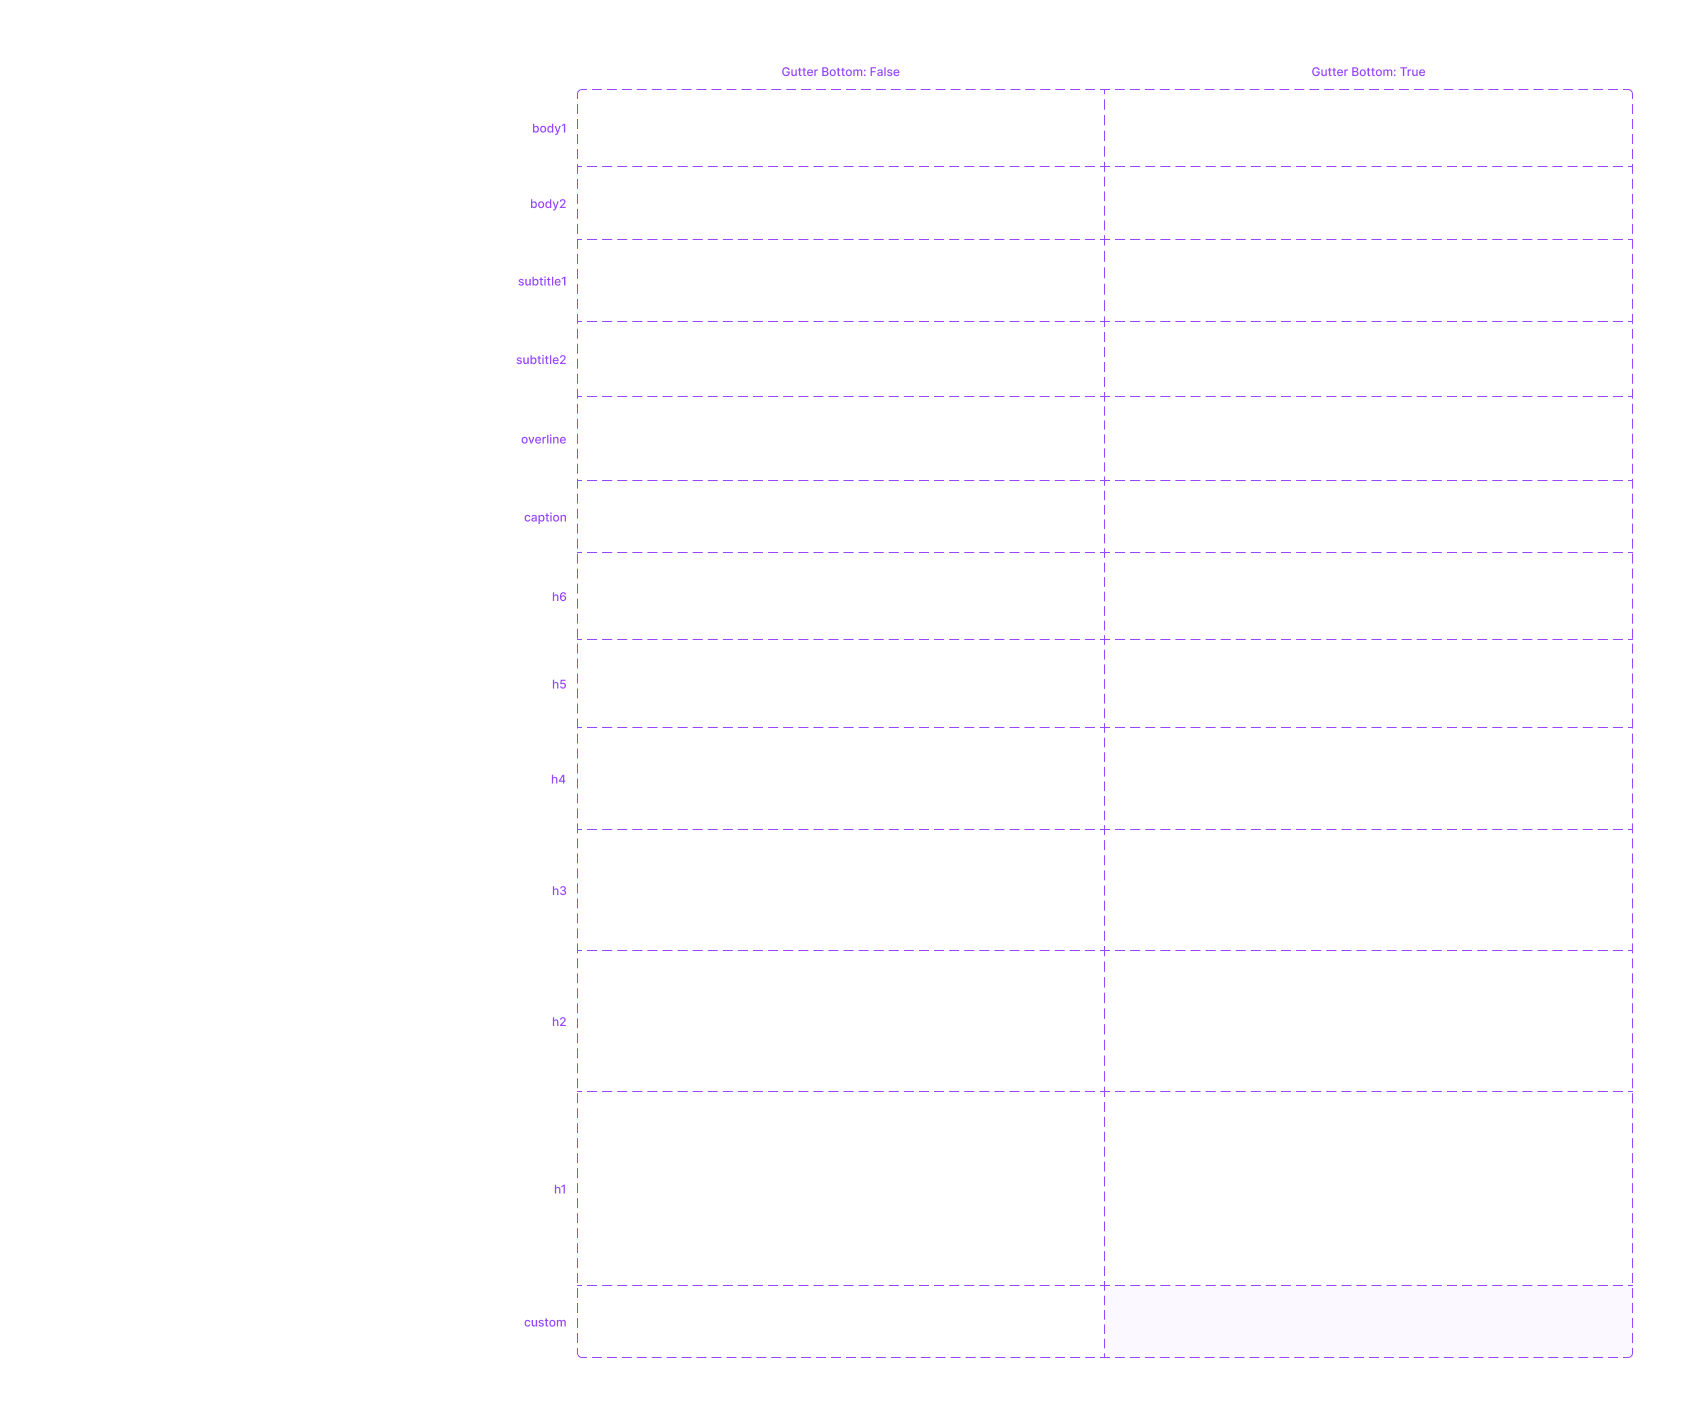 Gutter Bottom: False
Gutter Bottom: True
body1
body2
subtitle1
subtitle2
overline
caption
h6
h5
h4
h3
h2
h1
custom